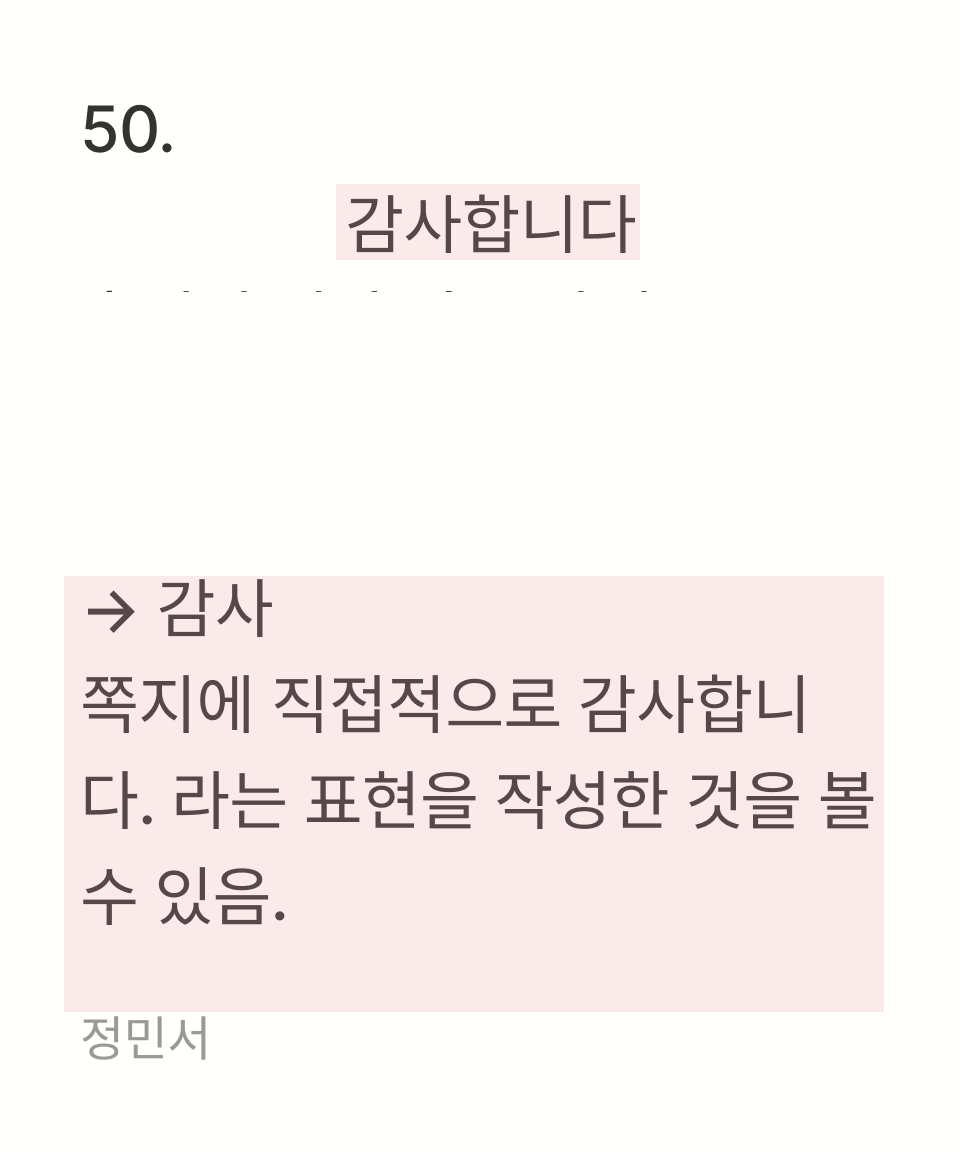 50.
감사합니다
→ 감사
쪽지에 직접적으로 감사합니
다. 라는 표현을 작성한 것을 볼
수 있음.
정민서